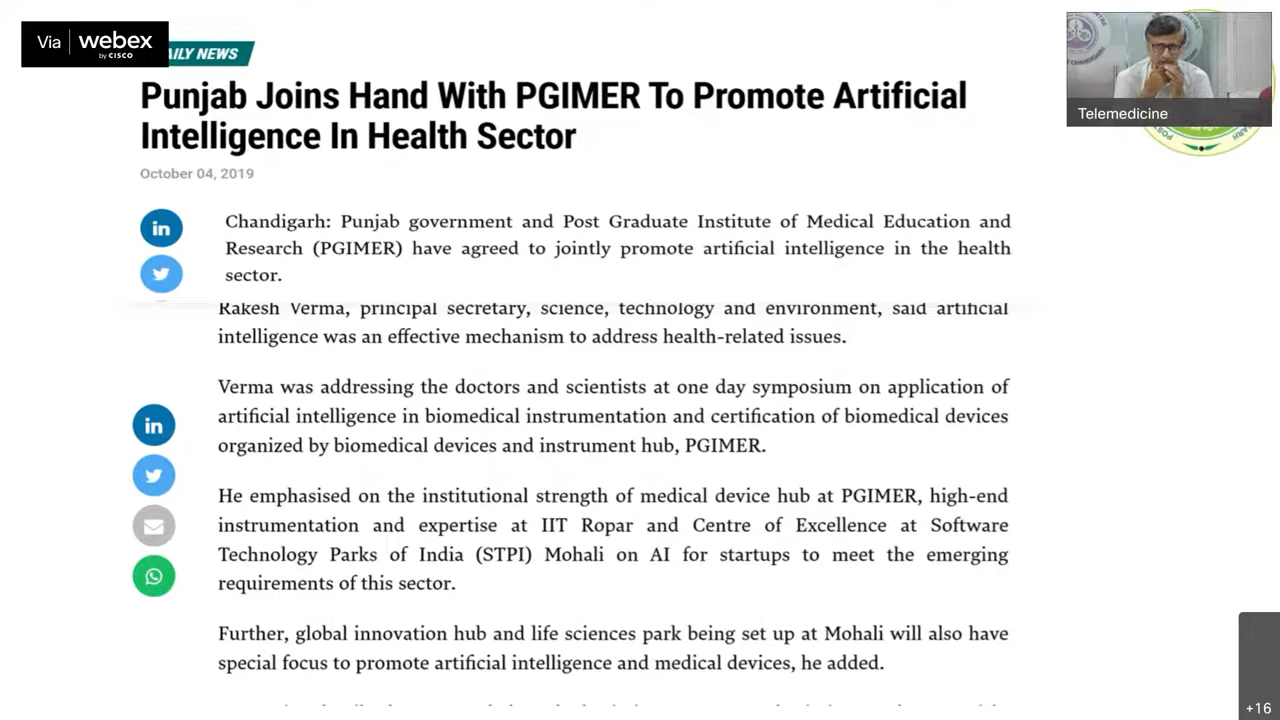 Via webex
by CISCO
AILY NEWS
Punjab Joins Hand With PGIMER To Promote Artificial
Intelligence In Health Sector
October 04, 2019
Chandigarh: Punjab government and Post Graduate Institute of Medical Education and
Research (PGIMER) have agreed to jointly promote artificial intelligence in the health
sector.
Rakesh Verma, principal secretary, science, technology and environment, said artificial
intelligence was an effective mechanism to address health-related issues.
Verma was addressing the doctors and scientists at one day symposium on application of
artificial intelligence in biomedical instrumentation and certification of biomedical devices
organized by biomedical devices and instrument hub, PGIMER.
He emphasised on the institutional strength of medical device hub at PGIMER, high-end
instrumentation and expertise at IIT Ropar and Centre of Excellence at Software
Technology Parks of India (STPI) Mohali on AI for startups to meet the emerging
requirements of this sector.
Further, global innovation hub and life sciences park being set up at Mohali will also have
special focus to promote artificial intelligence and medical devices, he added.
in
in
Telemedicine
+16